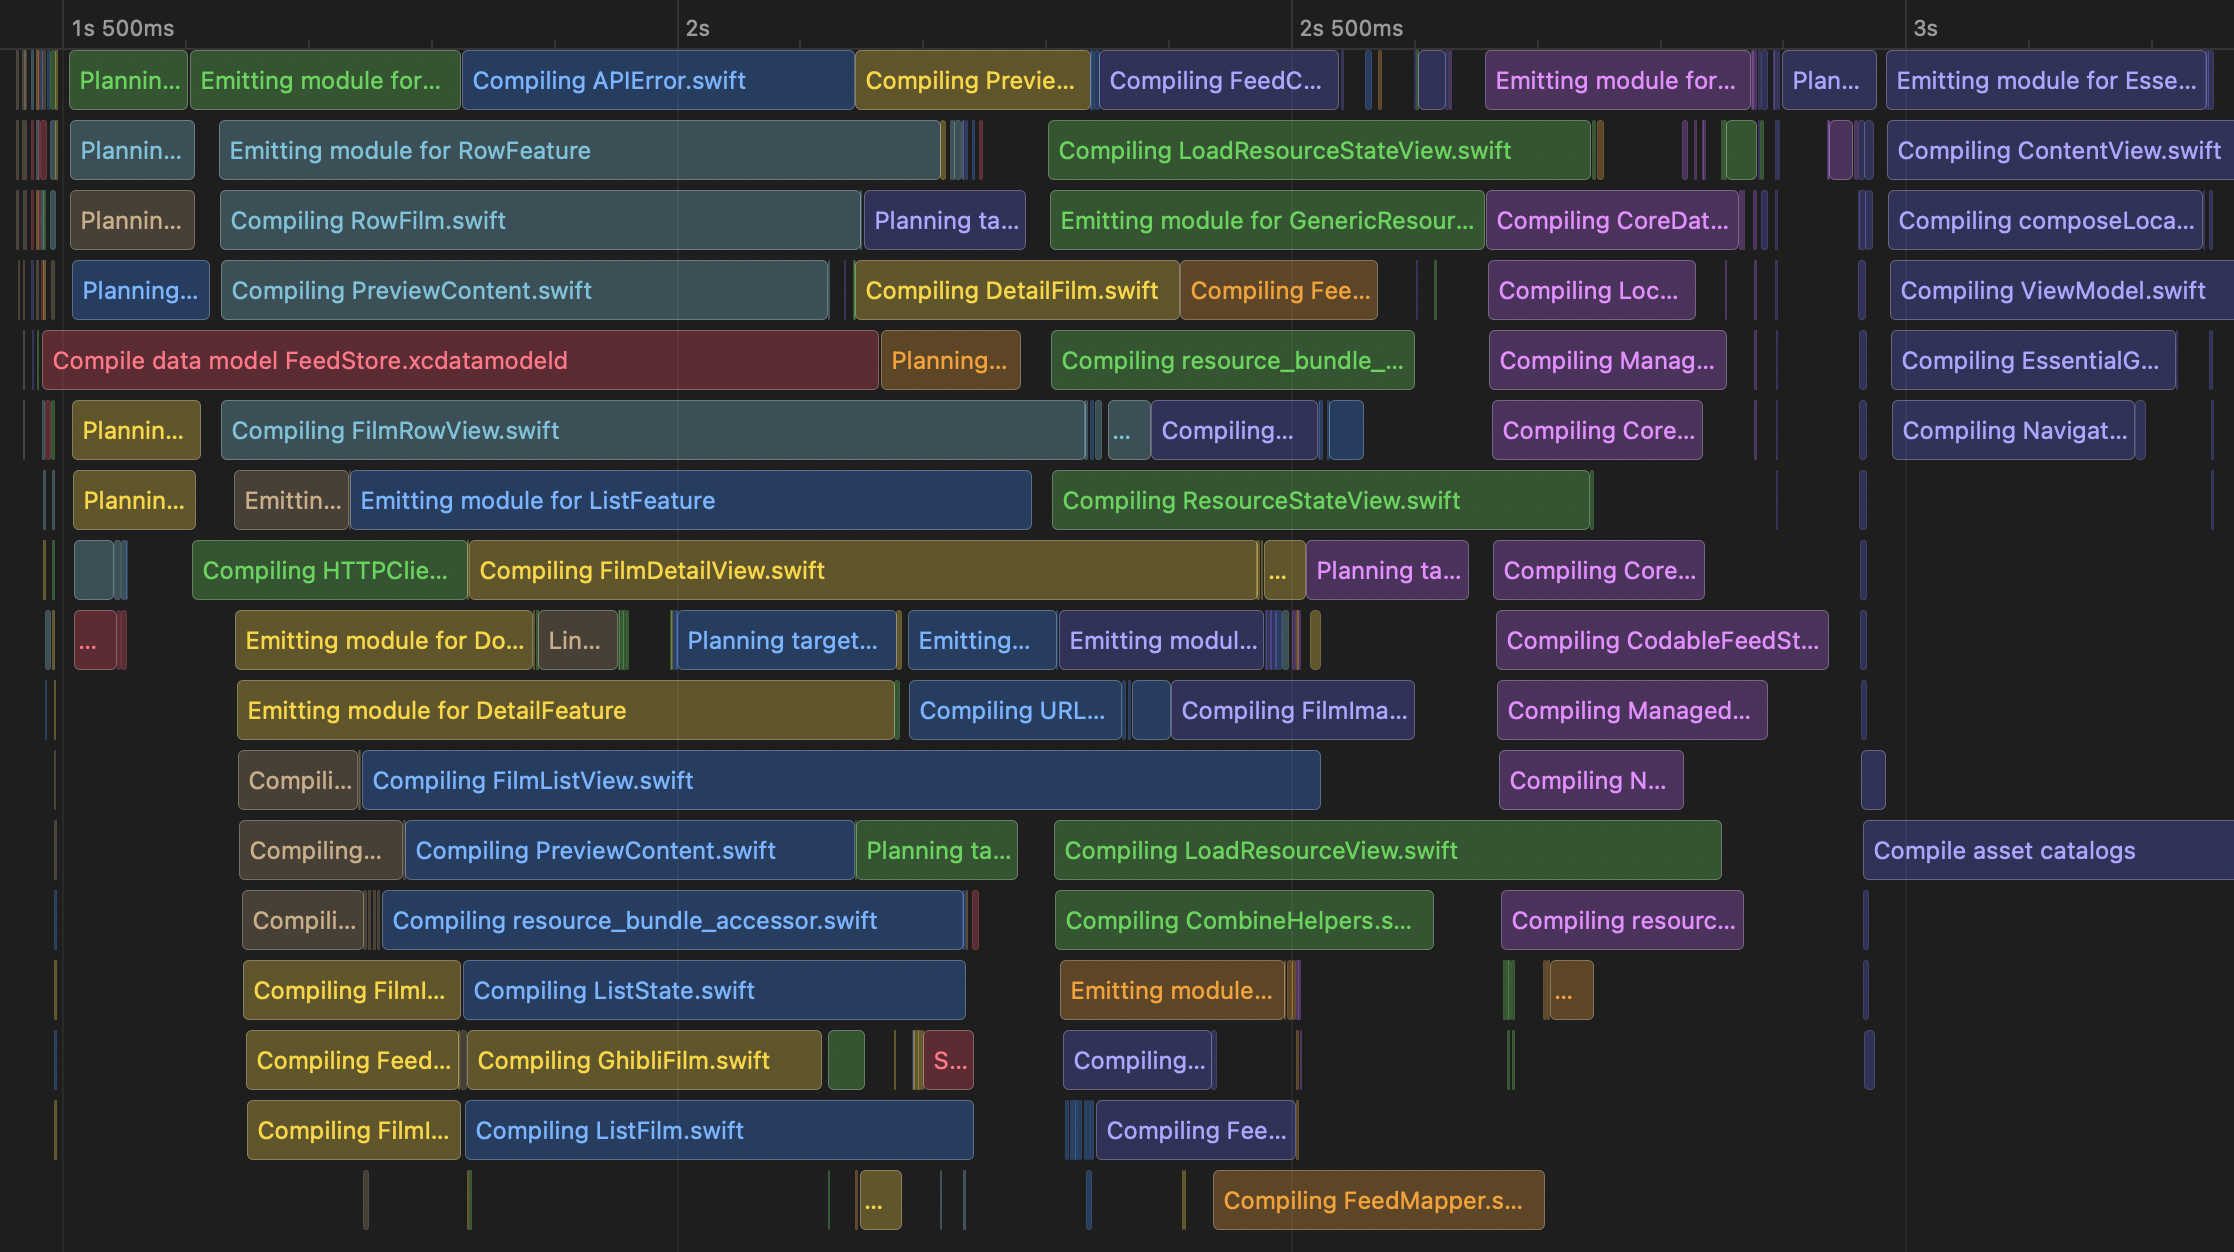 1s 500ms 2s 2s 500ms 3s
Plannin... Emitting module for... Compiling APIError.swift Compiling Previe... Compiling FeedC... Emitting module for... Plan... Emitting module for Esse...
Plannin... Emitting module for RowFeature Compiling LoadResourceStateView.swift Compiling ContentView.swift
Plannin... Compiling RowFilm.swift Planning ta... Emitting module for GenericResour... Compiling CoreDat... Compiling composeLoca...
Planning... Compiling PreviewContent.swift Compiling DetailFilm.swift Compiling Fee... Compiling Loc... Compiling ViewModel.swift
Compile data model FeedStore.xcdatamodeld Planning... Compiling resource_bundle_... Compiling Manag... Compiling EssentialG...
Plannin... Compiling FilmRowView.swift ... Compiling... Compiling Core... Compiling Navigat...
Plannin... Emittin... Emitting module for ListFeature Compiling ResourceStateView.swift
Compiling HTTPClie... Compiling FilmDetailView.swift ... Planning ta... Compiling Core...
... Emitting module for Do... Lin... Planning target... Emitting... Emitting modul... Compiling CodableFeedSt...
Emitting module for DetailFeature Compiling URL... Compiling FilmIma... Compiling Managed...
Compili... Compiling FilmListView.swift Compiling N...
Compiling... Compiling PreviewContent.swift Planning ta... Compiling LoadResourceView.swift Compile asset catalogs
Compili... Compiling resource_bundle_accessor.swift Compiling CombineHelpers.s... Compiling resourc...
Compiling FilmI... Compiling ListState.swift Emitting module... ...
Compiling Feed... Compiling GhibliFilm.swift S... Compiling...
Compiling FilmI... Compiling ListFilm.swift Compiling Fee...
... Compiling FeedMapper.s...